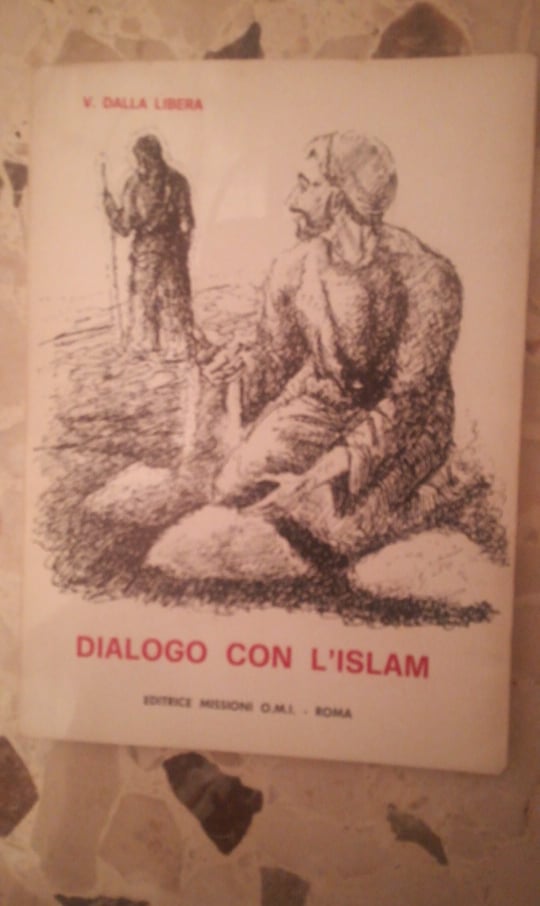 V. DALLA LIBERA
DIALOGO CON L'ISLAM
EDITRICE MISSIONI O.M.I. - ROMA